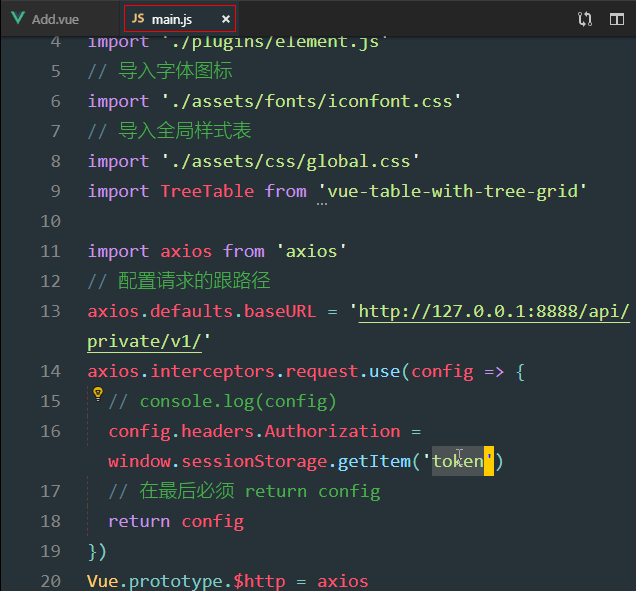 Add.vue
JS main.js ×
4 import './plugins/element.js'
5 // 导入字体图标
6 import './assets/fonts/iconfont.css'
7 // 导入全局样式表
8 import './assets/css/global.css'
9 import TreeTable from 'vue-table-with-tree-grid'
10
11 import axios from 'axios'
12 // 配置请求的跟路径
13 axios.defaults.baseURL = 'http://127.0.0.1:8888/api/
private/v1/'
14 axios.interceptors.request.use(config => {
15 // console.log(config)
16 config.headers.Authorization =
window.sessionStorage.getItem('token')
17 // 在最后必须 return config
18 return config
19 })
20 Vue.prototype.$http = axios